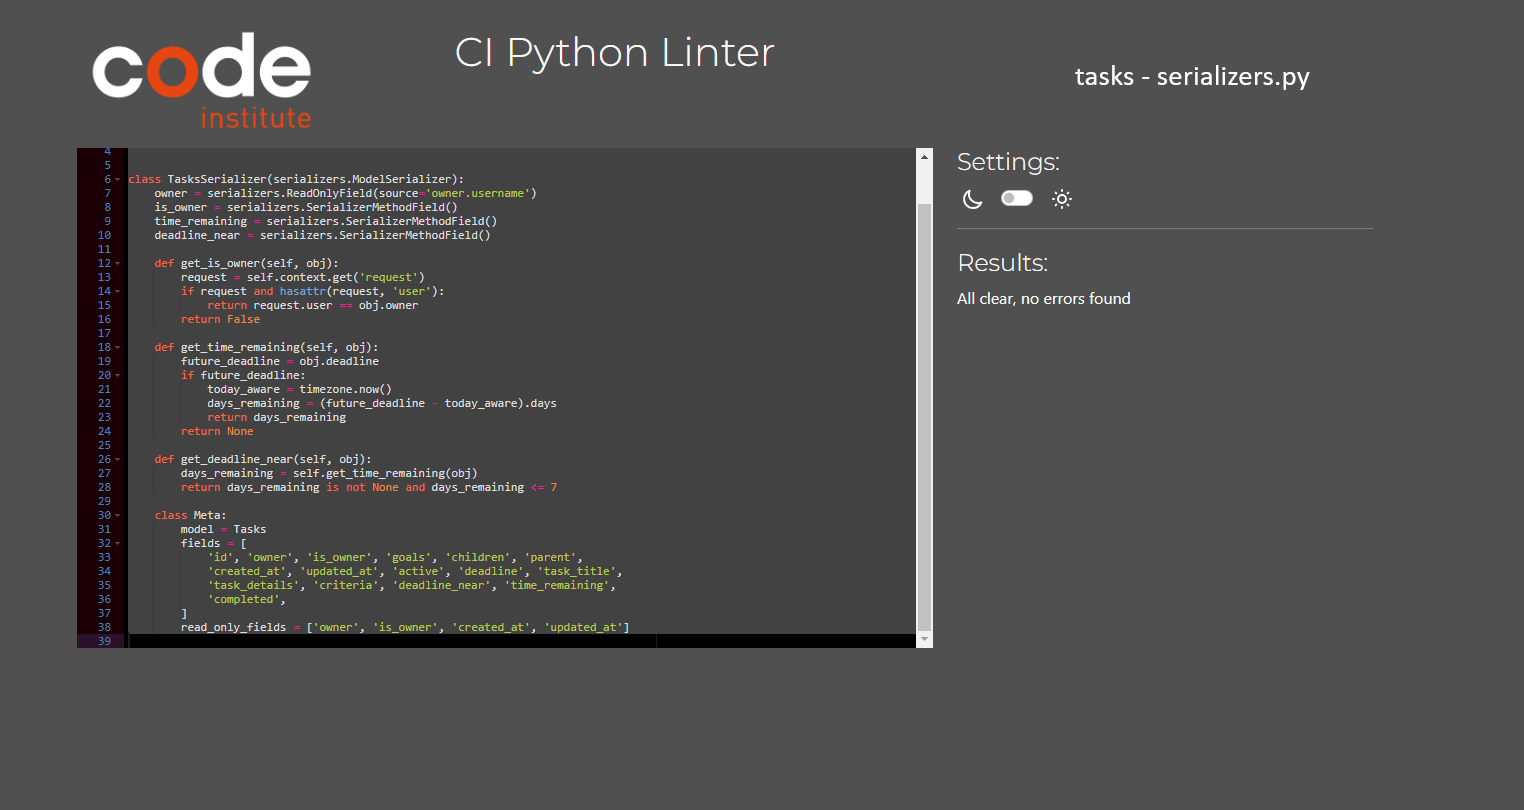 code
institute
CI Python Linter
tasks - serializers.py
4
5
6 class TasksSerializer(serializers.ModelSerializer):
7     owner = serializers.ReadOnlyField(source='owner.username')
8     is_owner = serializers.SerializerMethodField()
9     time_remaining = serializers.SerializerMethodField()
10     deadline_near = serializers.SerializerMethodField()
11
12     def get_is_owner(self, obj):
13         request = self.context.get('request')
14         if request and hasattr(request, 'user'):
15             return request.user == obj.owner
16         return False
17
18     def get_time_remaining(self, obj):
19         future_deadline = obj.deadline
20         if future_deadline:
21             today_aware = timezone.now()
22             days_remaining = (future_deadline - today_aware).days
23             return days_remaining
24         return None
25
26     def get_deadline_near(self, obj):
27         days_remaining = self.get_time_remaining(obj)
28         return days_remaining is not None and days_remaining <= 7
29
30     class Meta:
31         model = Tasks
32         fields = [
33             'id', 'owner', 'is_owner', 'goals', 'children', 'parent',
34             'created_at', 'updated_at', 'active', 'deadline', 'task_title',
35             'task_details', 'criteria', 'deadline_near', 'time_remaining',
36             'completed',
37         ]
38         read_only_fields = ['owner', 'is_owner', 'created_at', 'updated_at']
39
Settings:
Results:
All clear, no errors found